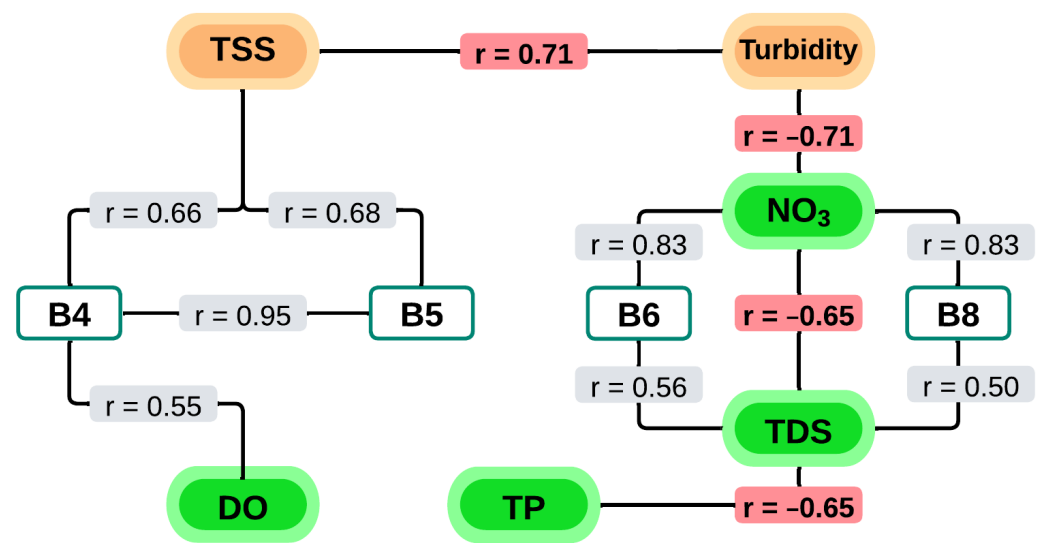 TSS
r = 0.71
Turbidity
r = –0.71
r = 0.66
r = 0.68
NO₃
r = 0.83
r = 0.83
B4
r = 0.95
B5
B6
r = –0.65
B8
r = 0.55
r = 0.56
r = 0.50
TDS
DO
TP
r = –0.65